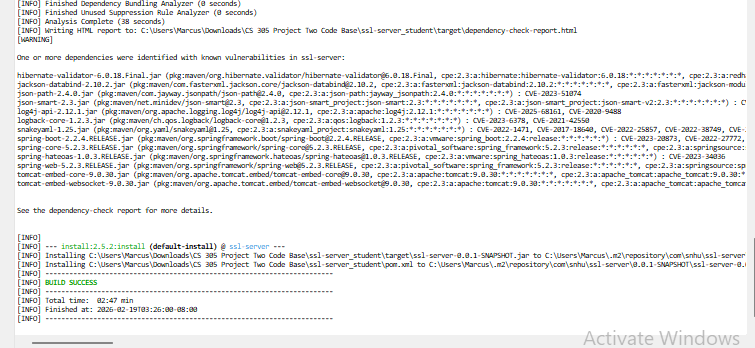 [INFO] Finished Dependency Bundling Analyzer (0 seconds)
[INFO] Finished Unused Suppression Rule Analyzer (0 seconds)
[INFO] Analysis Complete (38 seconds)
[INFO] Writing HTML report to: C:\Users\Marcus\Downloads\CS 305 Project Two Code Base\ssl-server_student\target\dependency-check-report.html
[WARNING]
One or more dependencies were identified with known vulnerabilities in ssl-server:
hibernate-validator-6.0.18.Final.jar (pkg:maven/org.hibernate.validator/hibernate-validator@6.0.18.Final, cpe:2.3:a:hibernate:hibernate-validator:6.0.18:*:*:*:*:*:*:*, cpe:2.3:a:redha
jackson-databind-2.10.2.jar (pkg:maven/com.fasterxml.jackson.core/jackson-databind@2.10.2, cpe:2.3:a:fasterxml:jackson-databind:2.10.2:*:*:*:*:*:*:*, cpe:2.3:a:fasterxml:jackson-modul
json-path-2.4.0.jar (pkg:maven/com.jayway.jsonpath/json-path@2.4.0, cpe:2.3:a:json-path:jayway_jsonpath:2.4.0:*:*:*:*:*:*:*) : CVE-2023-51074
json-smart-2.3.jar (pkg:maven/net.minidev/json-smart@2.3, cpe:2.3:a:json-smart_project:json-smart:2.3:*:*:*:*:*:*:*, cpe:2.3:a:json-smart_project:json-smart-v2:2.3:*:*:*:*:*:*:*) : CV
log4j-api-2.12.1.jar (pkg:maven/org.apache.logging.log4j/log4j-api@2.12.1, cpe:2.3:a:apache:log4j:2.12.1:*:*:*:*:*:*:*) : CVE-2025-68161, CVE-2020-9488
logback-core-1.2.3.jar (pkg:maven/ch.qos.logback/logback-core@1.2.3, cpe:2.3:a:qos:logback:1.2.3:*:*:*:*:*:*:*) : CVE-2023-6378, CVE-2021-42550
snakeyaml-1.25.jar (pkg:maven/org.yaml/snakeyaml@1.25, cpe:2.3:a:snakeyaml_project:snakeyaml:1.25:*:*:*:*:*:*:*) : CVE-2022-1471, CVE-2017-18640, CVE-2022-25857, CVE-2022-38749, CVE-
spring-boot-2.2.4.RELEASE.jar (pkg:maven/org.springframework.boot/spring-boot@2.2.4.RELEASE, cpe:2.3:a:vmware:spring_boot:2.2.4:release:*:*:*:*:*:*) : CVE-2023-20873, CVE-2022-27772,
spring-core-5.2.3.RELEASE.jar (pkg:maven/org.springframework/spring-core@5.2.3.RELEASE, cpe:2.3:a:pivotal_software:spring_framework:5.2.3:release:*:*:*:*:*:*, cpe:2.3:a:springsource:
spring-hateoas-1.0.3.RELEASE.jar (pkg:maven/org.springframework.hateoas/spring-hateoas@1.0.3.RELEASE, cpe:2.3:a:vmware:spring_hateoas:1.0.3:release:*:*:*:*:*:*) : CVE-2023-34036
spring-web-5.2.3.RELEASE.jar (pkg:maven/org.springframework/spring-web@5.2.3.RELEASE, cpe:2.3:a:pivotal_software:spring_framework:5.2.3:release:*:*:*:*:*:*, cpe:2.3:a:springsource:sp
tomcat-embed-core-9.0.30.jar (pkg:maven/org.apache.tomcat.embed/tomcat-embed-core@9.0.30, cpe:2.3:a:apache:tomcat:9.0.30:*:*:*:*:*:*:*, cpe:2.3:a:apache_tomcat:apache_tomcat:9.0.30:*
tomcat-embed-websocket-9.0.30.jar (pkg:maven/org.apache.tomcat.embed/tomcat-embed-websocket@9.0.30, cpe:2.3:a:apache:tomcat:9.0.30:*:*:*:*:*:*:*, cpe:2.3:a:apache_tomcat:apache_tomca
See the dependency-check report for more details.
[INFO]
[INFO] --- install:2.5.2:install (default-install) @ ssl-server ---
[INFO] Installing C:\Users\Marcus\Downloads\CS 305 Project Two Code Base\ssl-server_student\target\ssl-server-0.0.1-SNAPSHOT.jar to C:\Users\Marcus\.m2\repository\com\snhu\ssl-server
[INFO] Installing C:\Users\Marcus\Downloads\CS 305 Project Two Code Base\ssl-server_student\pom.xml to C:\Users\Marcus\.m2\repository\com\snhu\ssl-server\0.0.1-SNAPSHOT\ssl-server-0.0
[INFO] ------------------------------------------------------------------------
[INFO] BUILD SUCCESS
[INFO] ------------------------------------------------------------------------
[INFO] Total time:  02:47 min
[INFO] Finished at: 2026-02-19T03:26:00-08:00
[INFO] ------------------------------------------------------------------------
Activate Windows